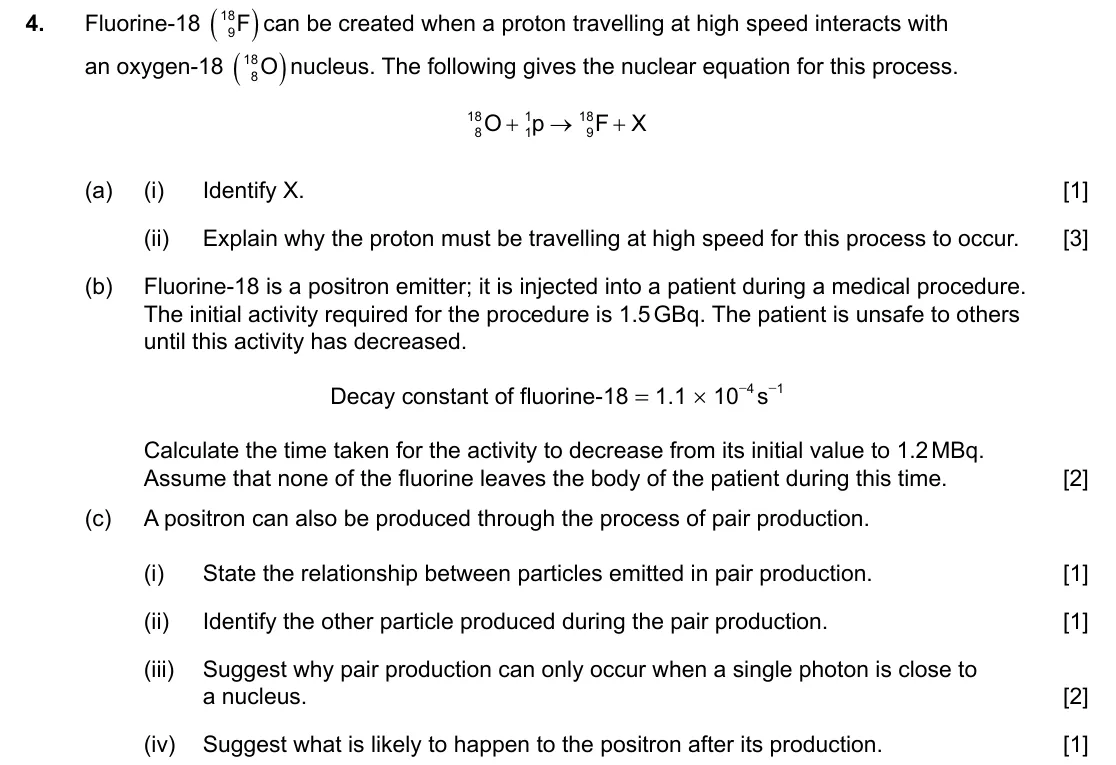 4. Fluorine-18 (¹⁸₉F) can be created when a proton travelling at high speed interacts with
an oxygen-18 (¹⁸₈O) nucleus. The following gives the nuclear equation for this process.
¹⁸₈O + ¹₁p → ¹⁸₉F + X
(a) (i) Identify X. [1]
(ii) Explain why the proton must be travelling at high speed for this process to occur. [3]
(b) Fluorine-18 is a positron emitter; it is injected into a patient during a medical procedure.
The initial activity required for the procedure is 1.5 GBq. The patient is unsafe to others
until this activity has decreased.
Decay constant of fluorine-18 = 1.1 × 10⁻⁴ s⁻¹
Calculate the time taken for the activity to decrease from its initial value to 1.2 MBq.
Assume that none of the fluorine leaves the body of the patient during this time. [2]
(c) A positron can also be produced through the process of pair production.
(i) State the relationship between particles emitted in pair production. [1]
(ii) Identify the other particle produced during the pair production. [1]
(iii) Suggest why pair production can only occur when a single photon is close to
a nucleus. [2]
(iv) Suggest what is likely to happen to the positron after its production. [1]